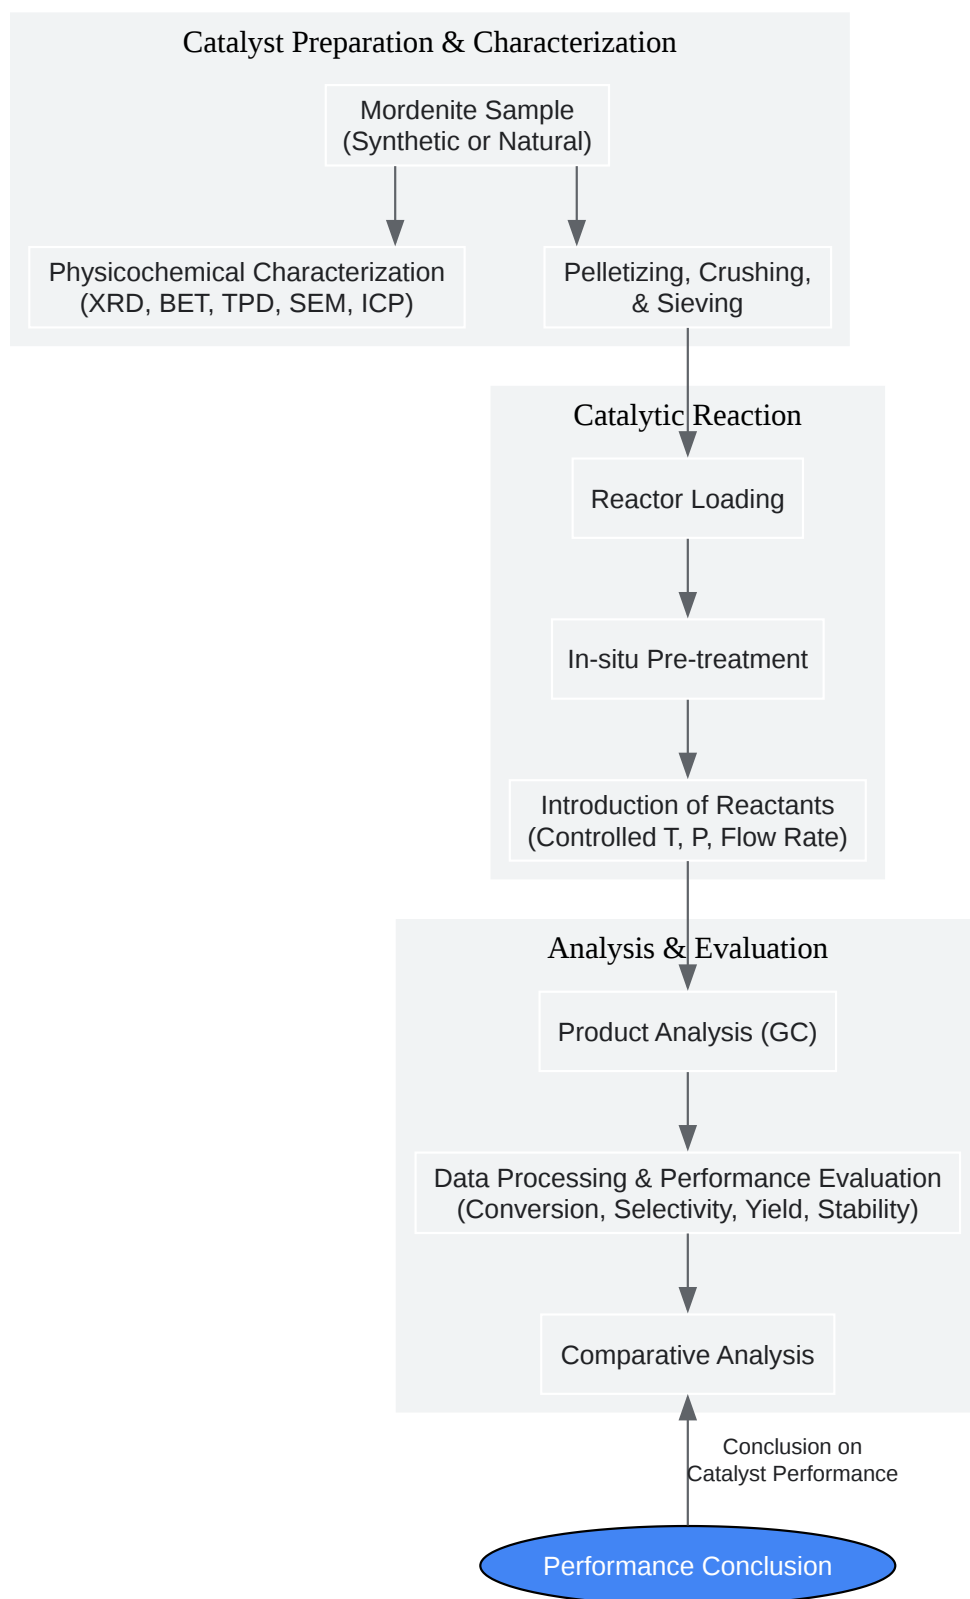 Catalyst Preparation & Characterization
Mordenite Sample
(Synthetic or Natural)
Physicochemical Characterization
(XRD, BET, TPD, SEM, ICP)
Pelletizing, Crushing,
& Sieving
Catalytic Reaction
Reactor Loading
In-situ Pre-treatment
Introduction of Reactants
(Controlled T, P, Flow Rate)
Analysis & Evaluation
Product Analysis (GC)
Data Processing & Performance Evaluation
(Conversion, Selectivity, Yield, Stability)
Comparative Analysis
Conclusion on
Catalyst Performance
Performance Conclusion